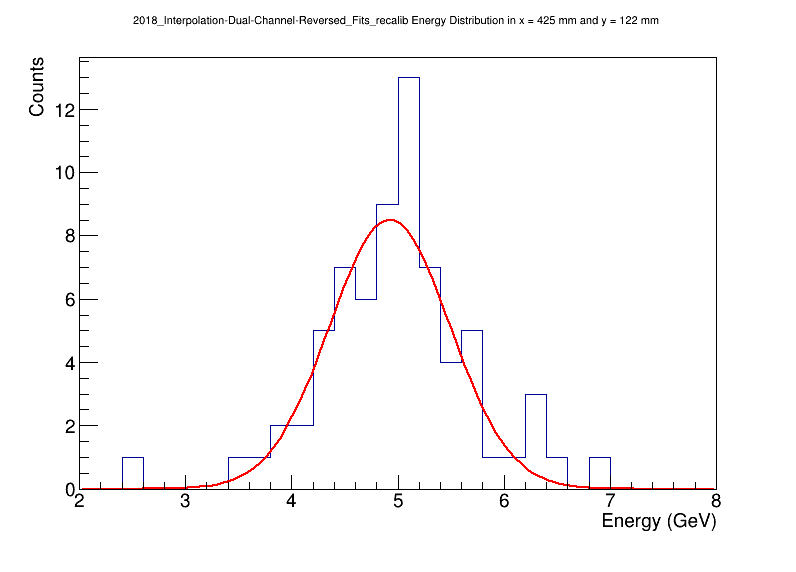 2018_Interpolation-Dual-Channel-Reversed_Fits_recalib Energy Distribution in x = 425 mm and y = 122 mm
Counts
12
10
8
6
4
2
0
2 3 4 5 6 7 8
Energy (GeV)